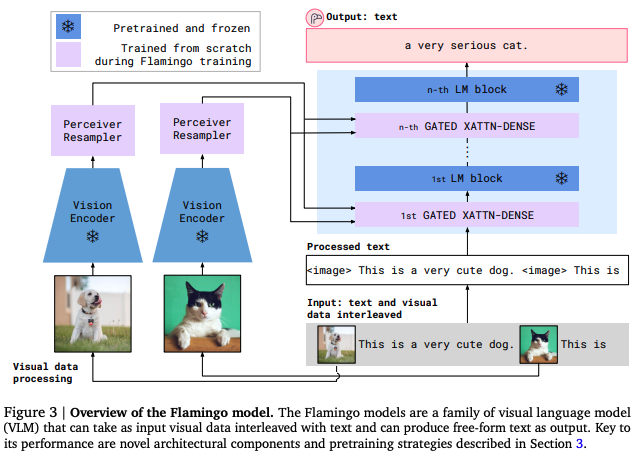 Pretrained and frozen
Trained from scratch
during Flamingo training
Output: text
a very serious cat.
n-th LM block
n-th GATED XATTN-DENSE
1st LM block
1st GATED XATTN-DENSE
Perceiver
Resampler
Perceiver
Resampler
Vision
Encoder
Vision
Encoder
Processed text
<image> This is a very cute dog. <image> This is
Input: text and visual
data interleaved
This is a very cute dog.
This is
Visual data
processing
Figure 3 | Overview of the Flamingo model. The Flamingo models are a family of visual language model
(VLM) that can take as input visual data interleaved with text and can produce free-form text as output. Key to
its performance are novel architectural components and pretraining strategies described in Section 3.